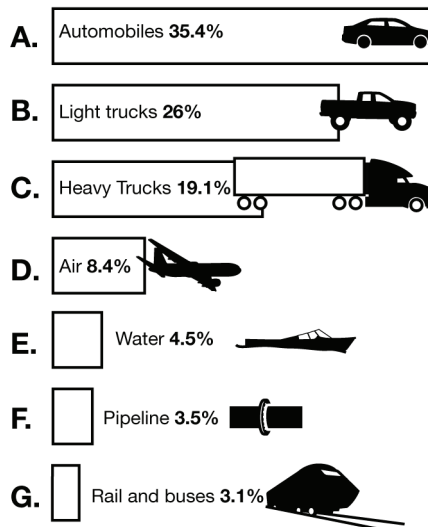 A. Automobiles 35.4%
B. Light trucks 26%
C. Heavy Trucks 19.1%
D. Air 8.4%
E. Water 4.5%
F. Pipeline 3.5%
G. Rail and buses 3.1%